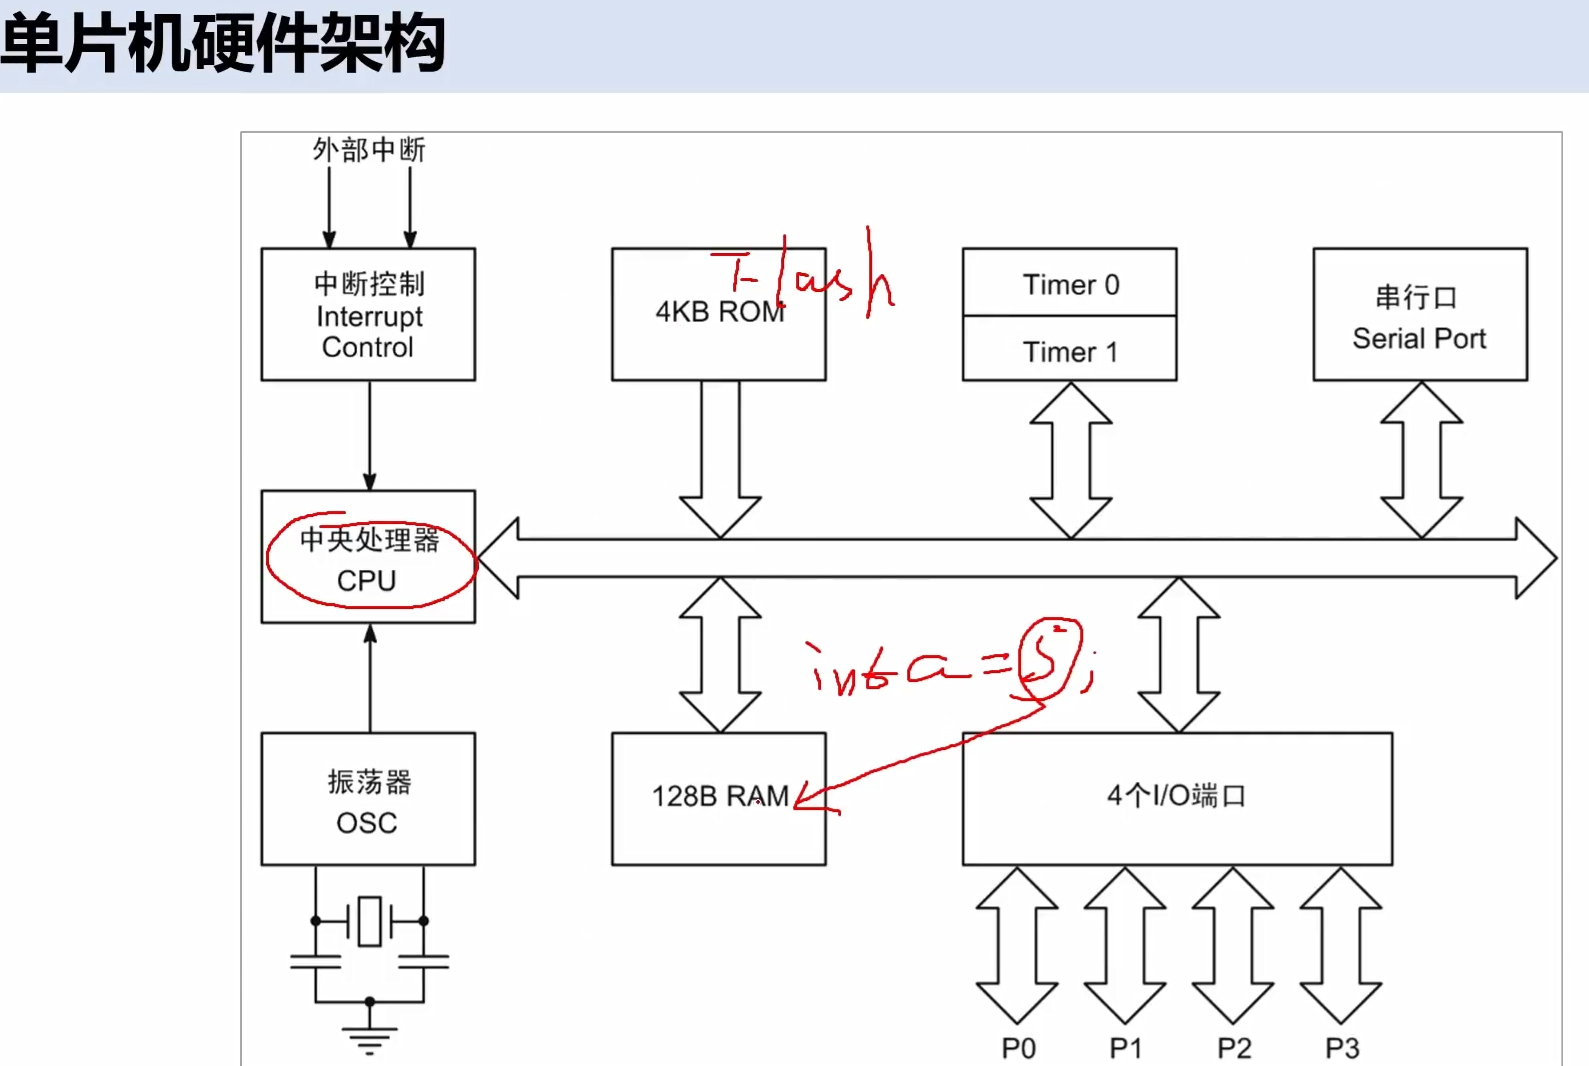 单片机硬件架构
外部中断
中断控制
Interrupt
Control
4KB ROM
Flash
Timer 0
Timer 1
串行口
Serial Port
中央处理器
CPU
int a = 5;
振荡器
OSC
128B RAM
4个I/O端口
P0
P1
P2
P3